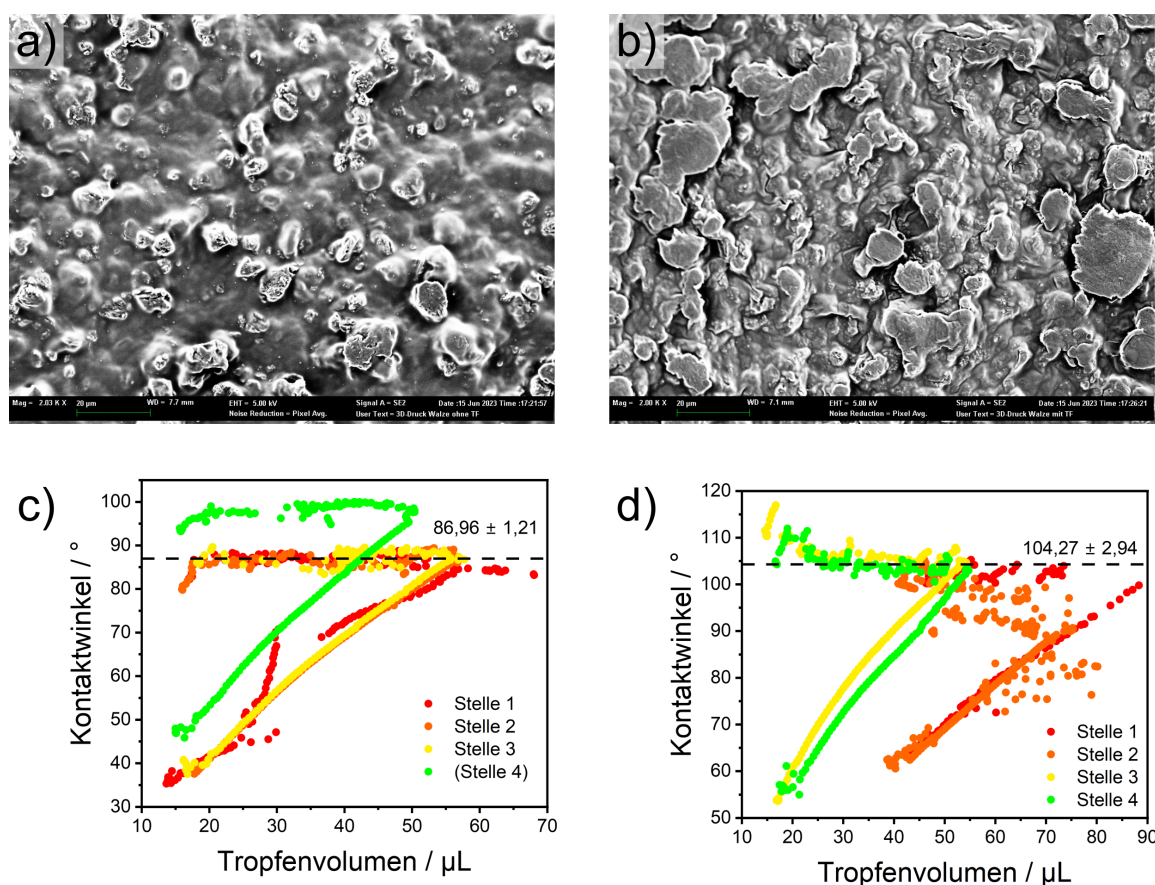 a)
b)
Mag = 2.03 K X
20 µm
WD = 7.7 mm
EHT = 5.00 kV
Noise Reduction = Pixel Avg.
Signal A = SE2
User Text = 3D-Druck Walze ohne TF
Date :15 Jun 2023 Time :17:21:57
Mag = 2.00 K X
20 µm
WD = 7.1 mm
EHT = 5.00 kV
Noise Reduction = Pixel Avg.
Signal A = SE2
User Text = 3D-Druck Walze mit TF
Date :15 Jun 2023 Time :17:26:21
c)
Kontaktwinkel / °
100
90
80
70
60
50
40
30
86,96 ± 1,21
Stelle 1
Stelle 2
Stelle 3
(Stelle 4)
10 20 30 40 50 60 70
Tropfenvolumen / µL
d)
Kontaktwinkel / °
120
110
100
90
80
70
60
50
104,27 ± 2,94
Stelle 1
Stelle 2
Stelle 3
Stelle 4
10 20 30 40 50 60 70 80 90
Tropfenvolumen / µL